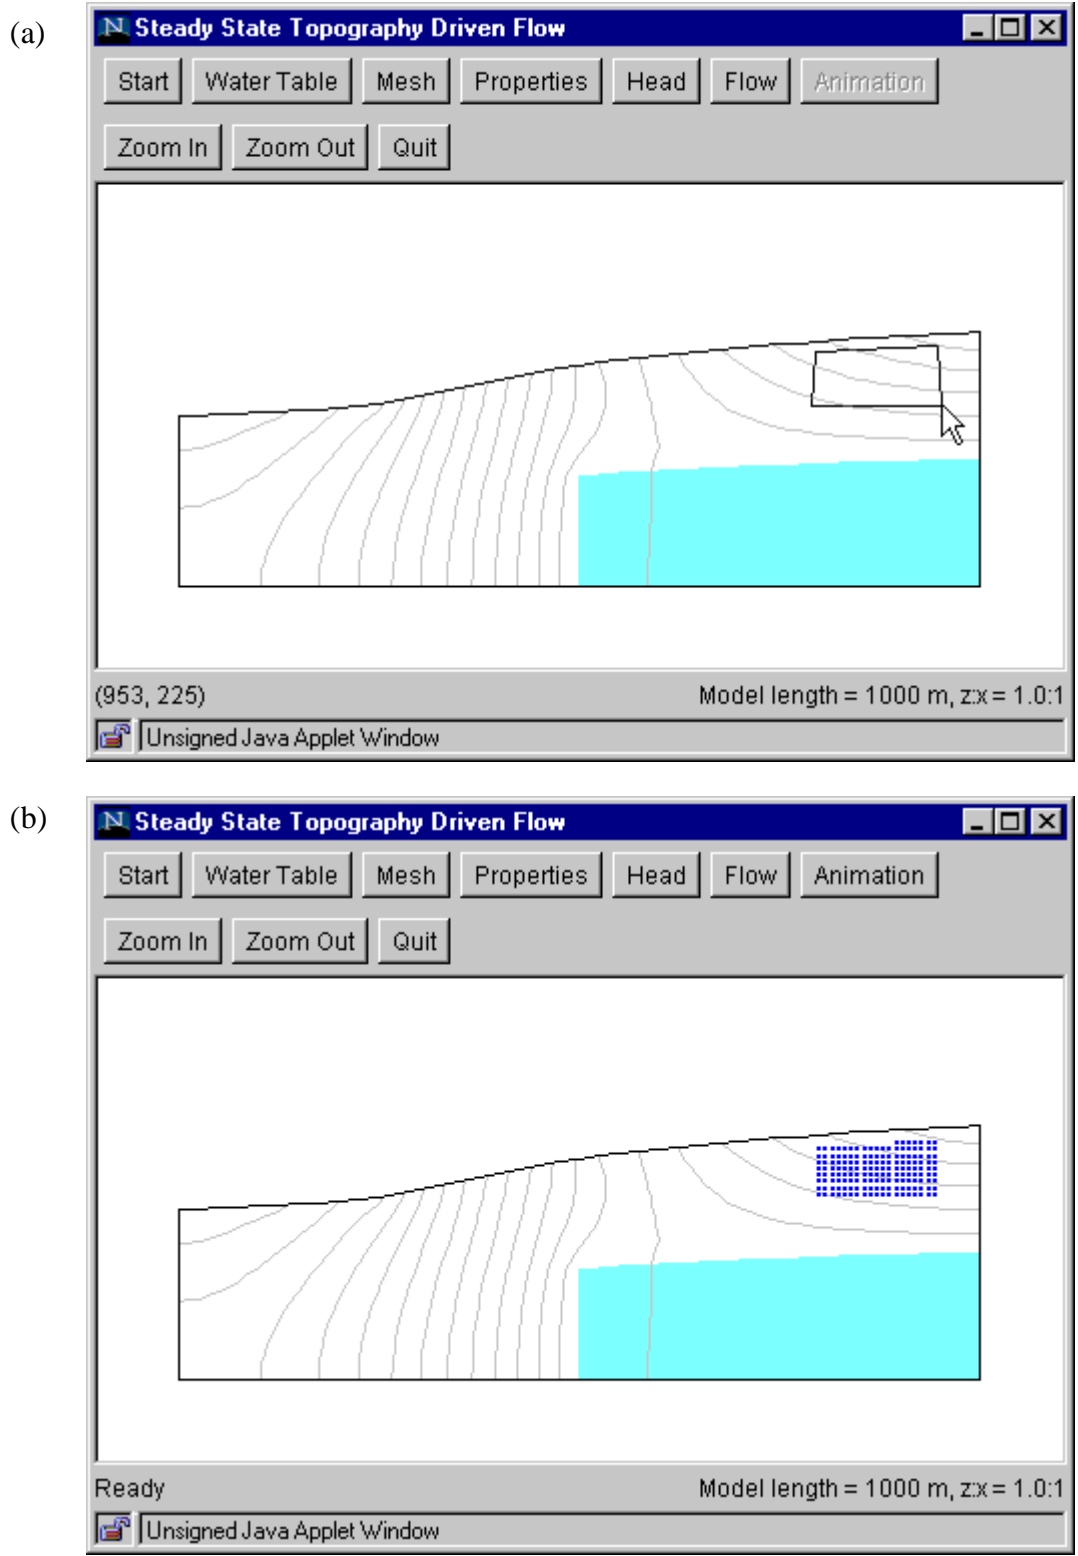 (a)
Steady State Topography Driven Flow
Start Water Table Mesh Properties Head Flow Animation
Zoom In Zoom Out Quit
(953, 225) Model length = 1000 m, z:x = 1.0:1
Unsigned Java Applet Window
(b)
Steady State Topography Driven Flow
Start Water Table Mesh Properties Head Flow Animation
Zoom In Zoom Out Quit
Ready Model length = 1000 m, z:x = 1.0:1
Unsigned Java Applet Window